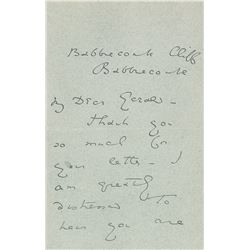 Babbacombe Cliff
Babbacombe
My Dear Gerald –
Thank you
so much for
your letter – I
am greatly
distressed to
hear you are